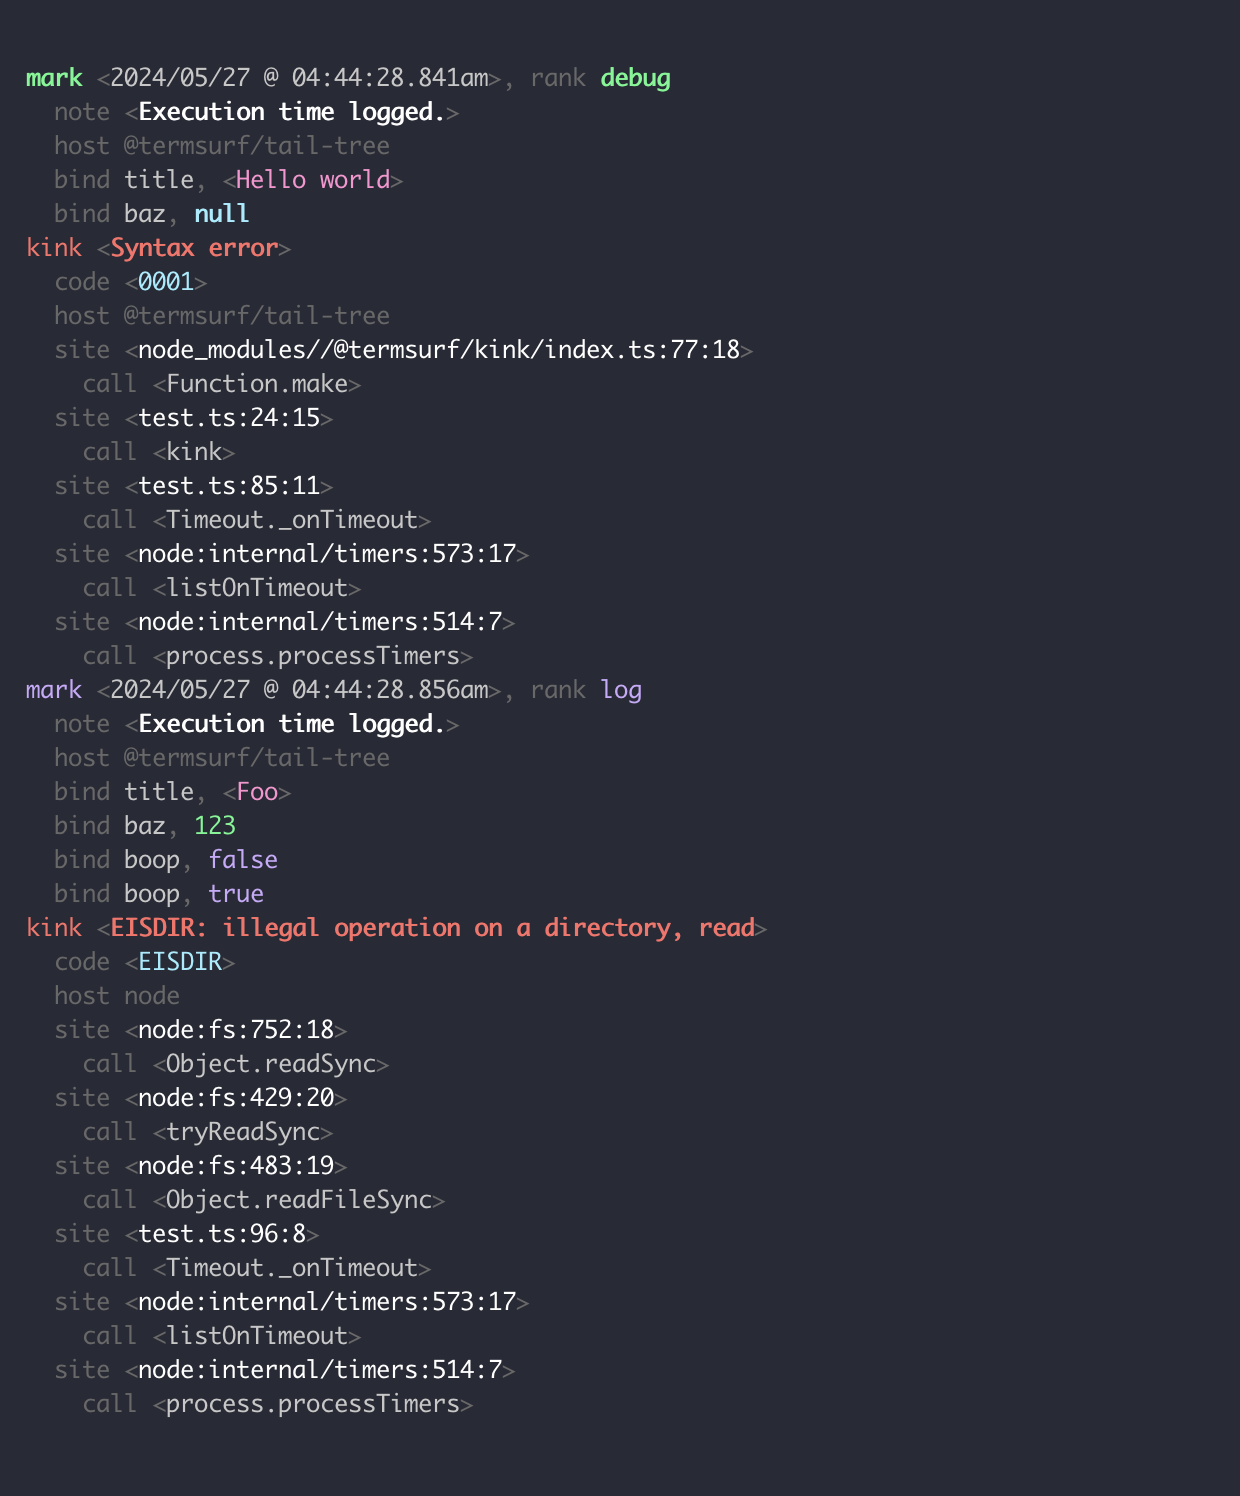 mark <2024/05/27 @ 04:44:28.841am>, rank debug
  note <Execution time logged.>
  host @termsurf/tail-tree
  bind title, <Hello world>
  bind baz, null
kink <Syntax error>
  code <0001>
  host @termsurf/tail-tree
  site <node_modules//@termsurf/kink/index.ts:77:18>
    call <Function.make>
  site <test.ts:24:15>
    call <kink>
  site <test.ts:85:11>
    call <Timeout._onTimeout>
  site <node:internal/timers:573:17>
    call <listOnTimeout>
  site <node:internal/timers:514:7>
    call <process.processTimers>
mark <2024/05/27 @ 04:44:28.856am>, rank log
  note <Execution time logged.>
  host @termsurf/tail-tree
  bind title, <Foo>
  bind baz, 123
  bind boop, false
  bind boop, true
kink <EISDIR: illegal operation on a directory, read>
  code <EISDIR>
  host node
  site <node:fs:752:18>
    call <Object.readSync>
  site <node:fs:429:20>
    call <tryReadSync>
  site <node:fs:483:19>
    call <Object.readFileSync>
  site <test.ts:96:8>
    call <Timeout._onTimeout>
  site <node:internal/timers:573:17>
    call <listOnTimeout>
  site <node:internal/timers:514:7>
    call <process.processTimers>